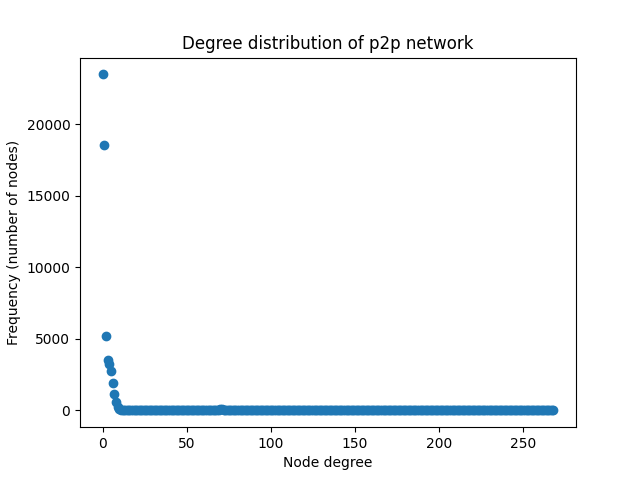 Degree distribution of p2p network
Frequency (number of nodes)
20000
15000
10000
5000
0
0 50 100 150 200 250
Node degree